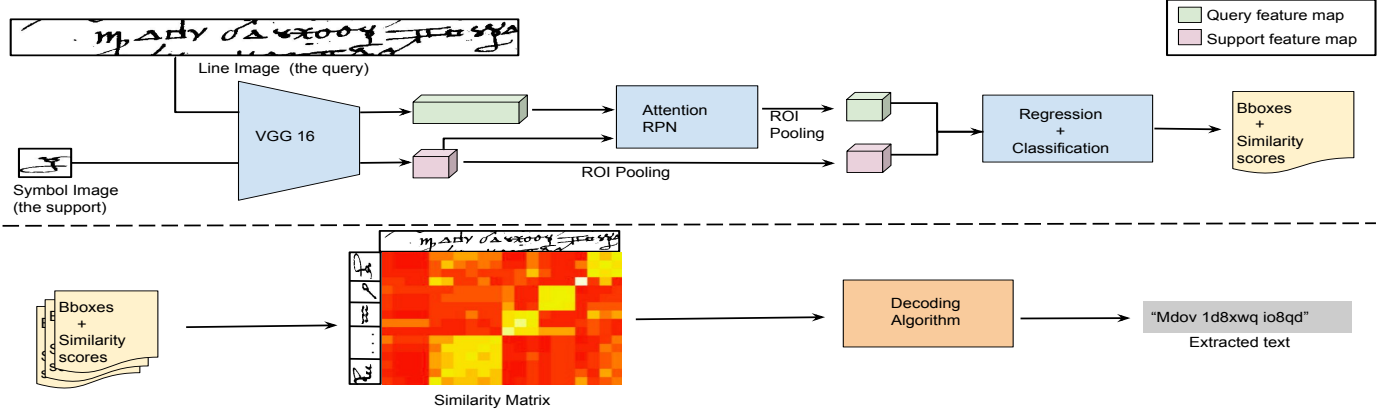 Query feature map
Support feature map
Line Image (the query)
VGG 16
Attention
RPN
ROI
Pooling
Regression
+
Classification
Bboxes
+
Similarity
scores
Symbol Image
(the support)
ROI Pooling
Bboxes
+
Similarity
scores
Similarity Matrix
Decoding
Algorithm
“Mdov 1d8xwq io8qd”
Extracted text